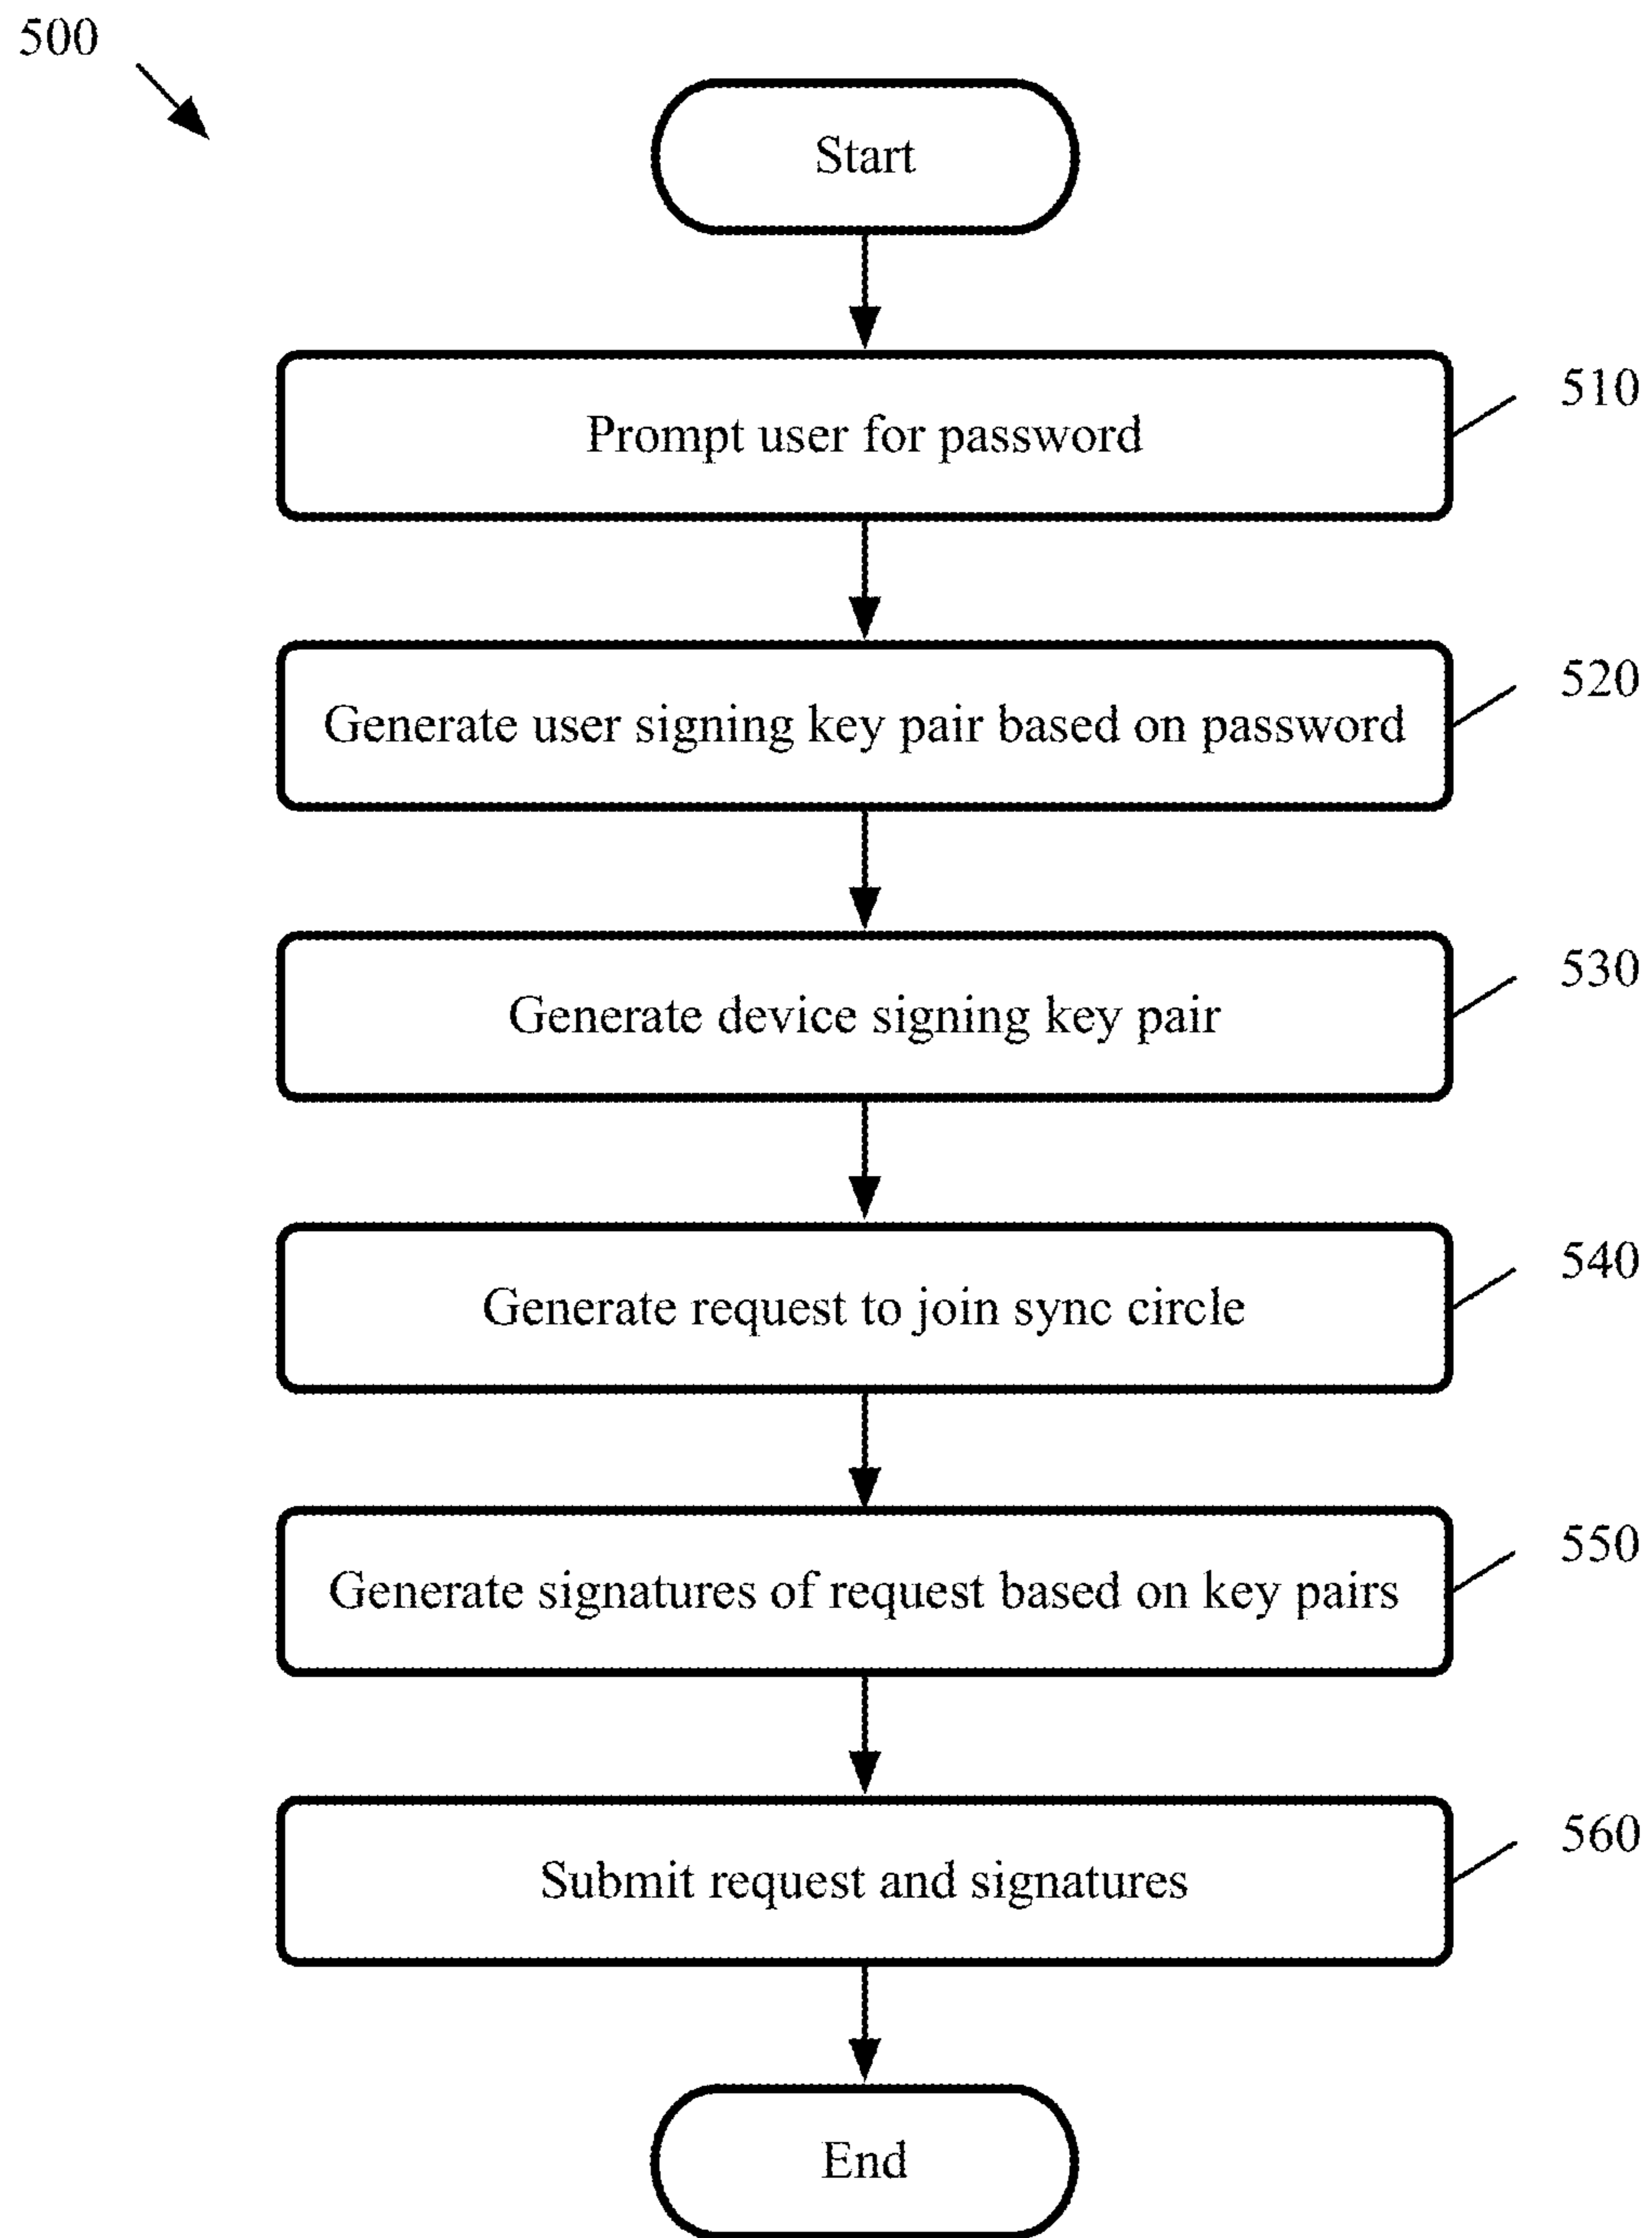 500
Start
Prompt user for password
510
Generate user signing key pair based on password
520
Generate device signing key pair
530
Generate request to join sync circle
540
Generate signatures of request based on key pairs
550
Submit request and signatures
560
End